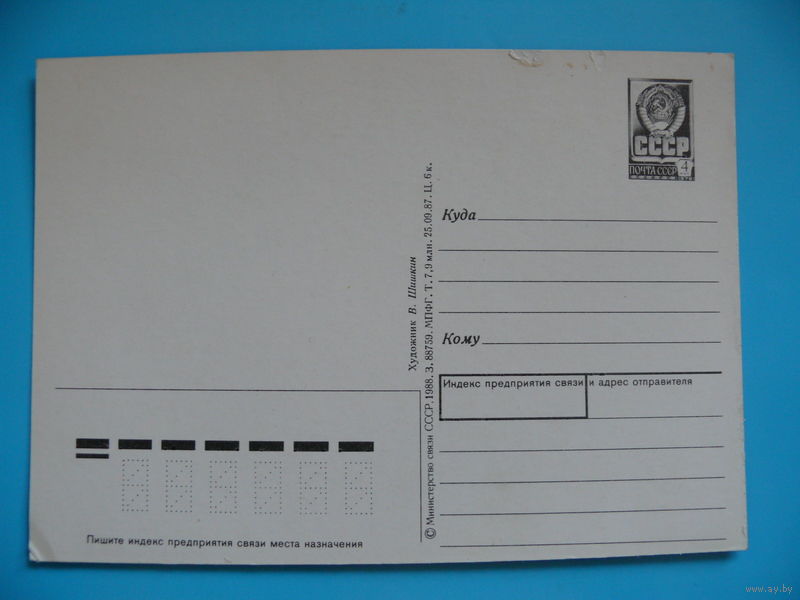 СССР
ПОЧТА СССР 4
Куда
Кому
Индекс предприятия связи и адрес отправителя
Художник В. Шишкин
© Министерство связи СССР. 1988. З. 88759. МПФГ. Т. 7,9 млн. 25.09.87. Ц. 6 к.
Пишите индекс предприятия связи места назначения
www.ay.by